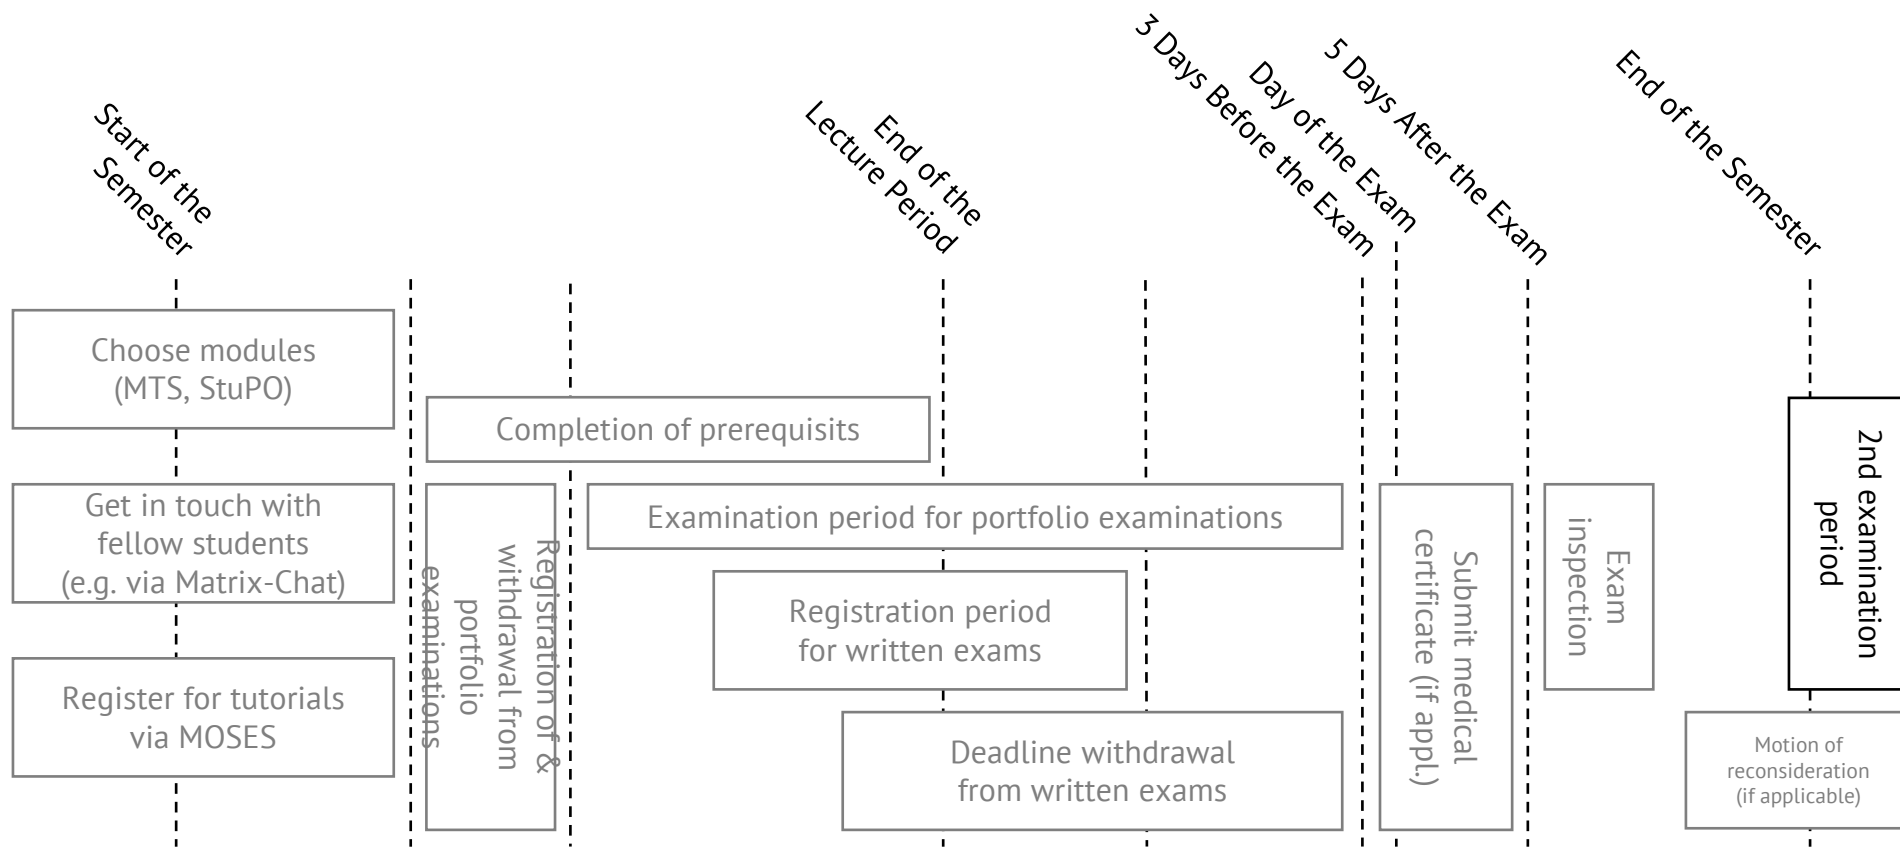 Start of the
Semester
End of the
Lecture Period
3 Days Before the Exam
Day of the Exam
5 Days After the Exam
End of the Semester
Choose modules
(MTS, StuPO)
Get in touch with
fellow students
(e.g. via Matrix-Chat)
Register for tutorials
via MOSES
Completion of prerequisits
Registration of &
withdrawal from
portfolio
examinations
Examination period for portfolio examinations
Registration period
for written exams
Deadline withdrawal
from written exams
Submit medical
certificate (if appl.)
Exam
inspection
2nd examination
period
Motion of
reconsideration
(if applicable)